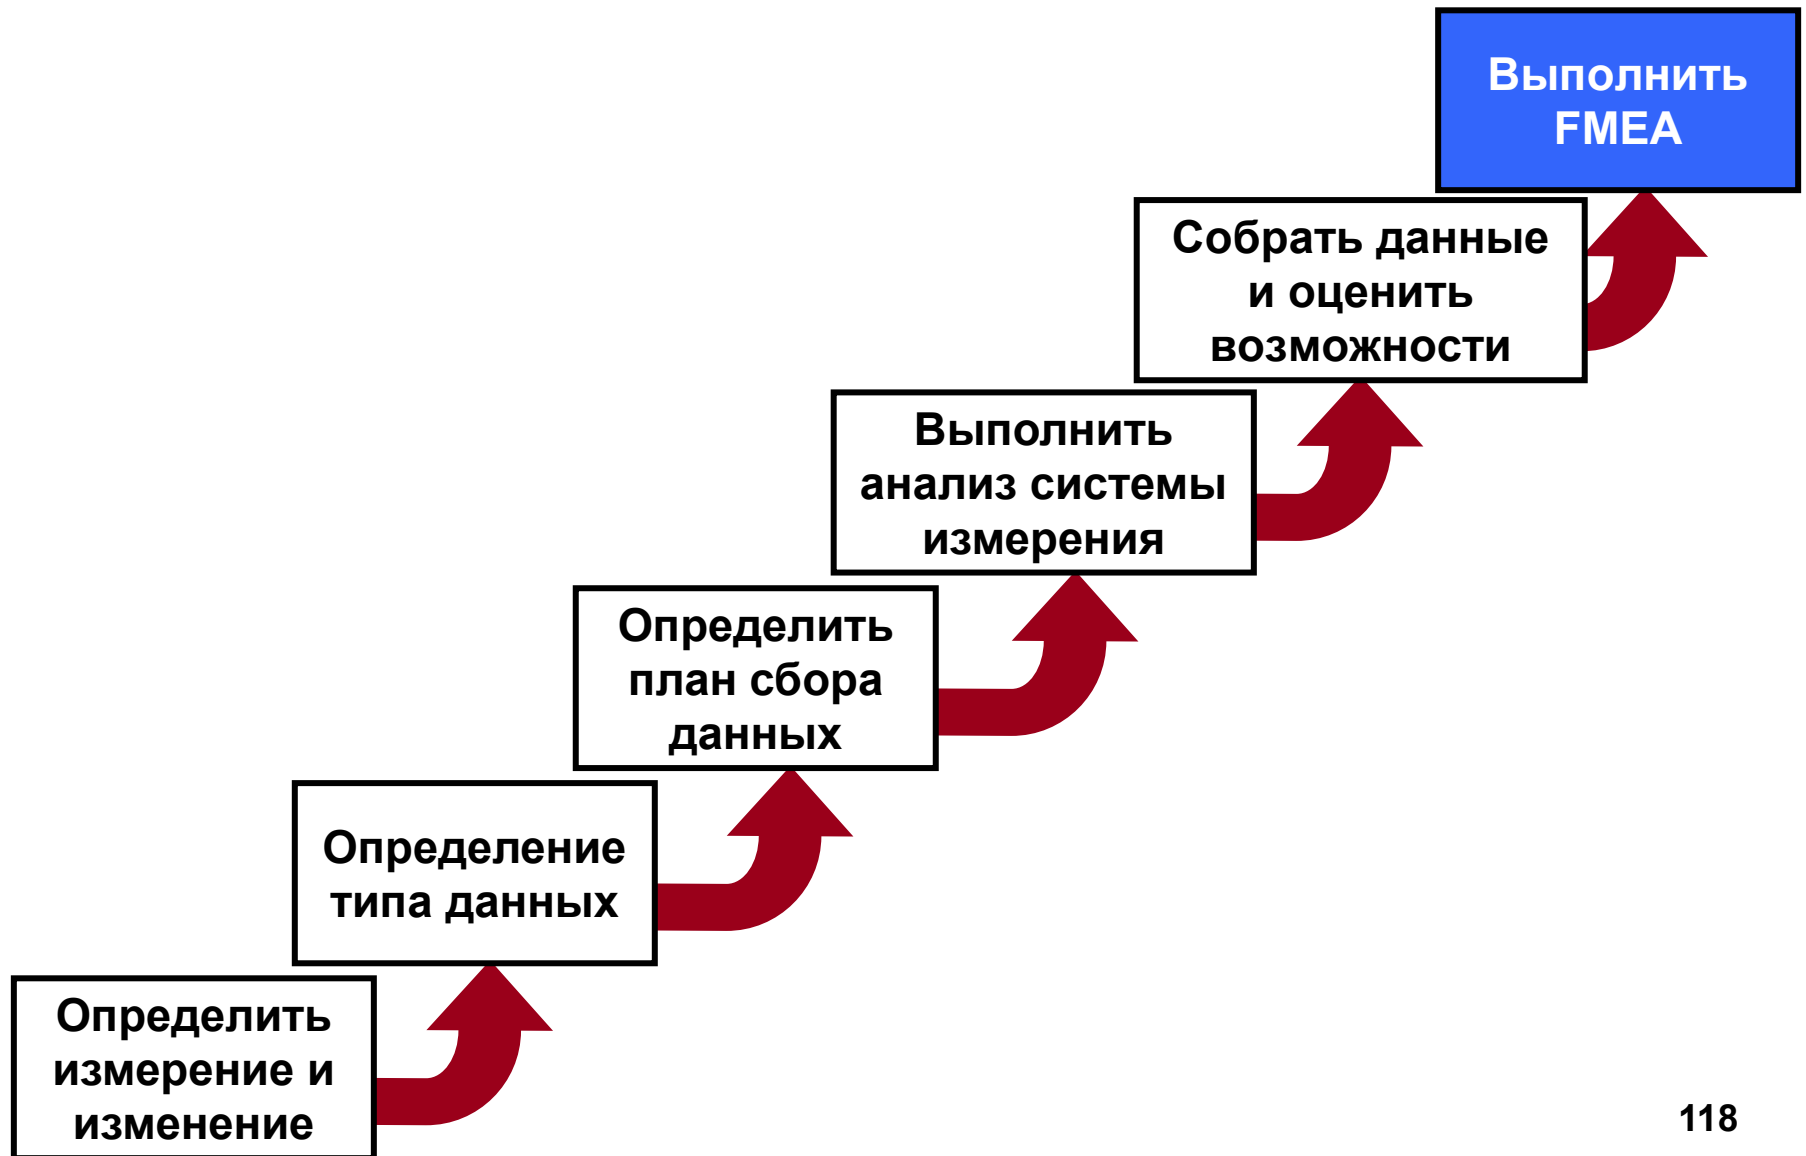 Выполнить
FMEA
Собрать данные
и оценить
возможности
Выполнить
анализ системы
измерения
Определить
план сбора
данных
Определение
типа данных
Определить
измерение и
изменение
118